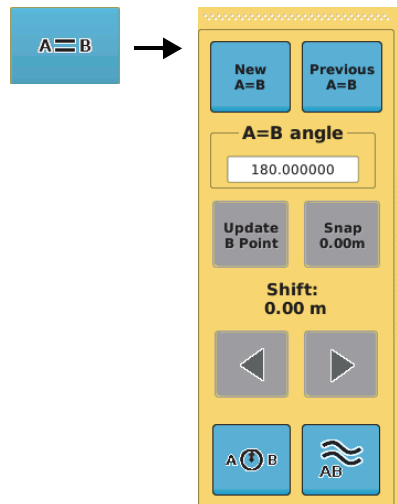 A=B
New Previous
A=B A=B
A=B angle
180.000000
Update Snap
B Point 0.00m
Shift:
0.00 m
A B AB